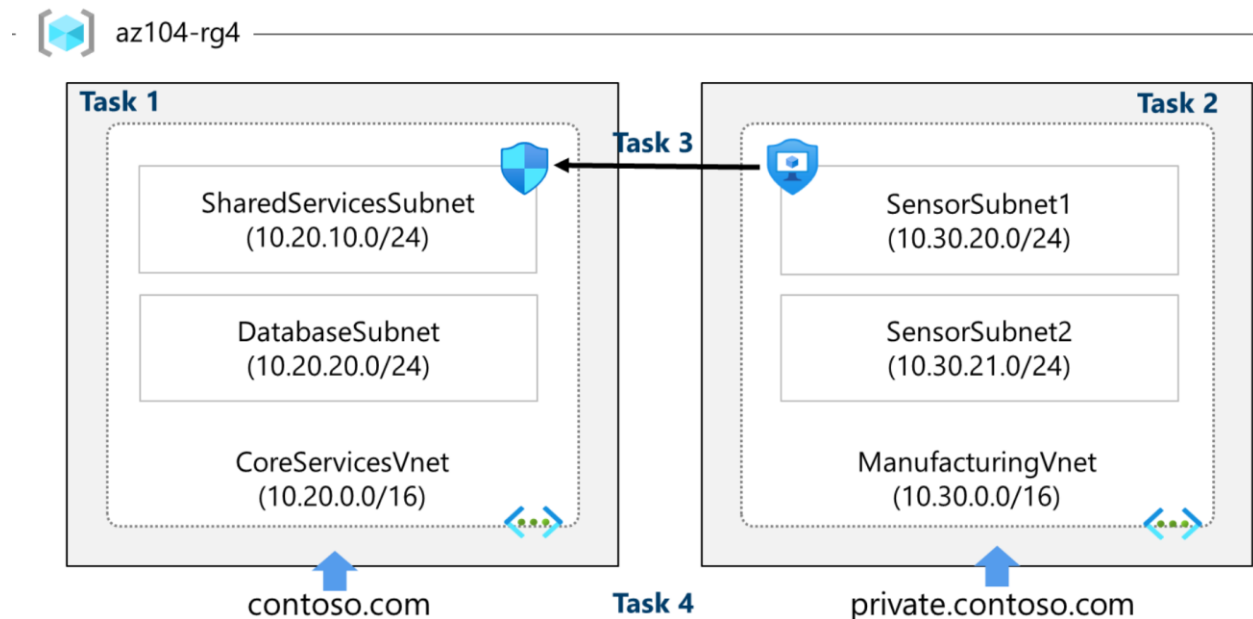 az104-rg4
Task 1
SharedServicesSubnet
(10.20.10.0/24)
DatabaseSubnet
(10.20.20.0/24)
CoreServicesVnet
(10.20.0.0/16)
contoso.com
Task 3
Task 4
Task 2
SensorSubnet1
(10.30.20.0/24)
SensorSubnet2
(10.30.21.0/24)
ManufacturingVnet
(10.30.0.0/16)
private.contoso.com